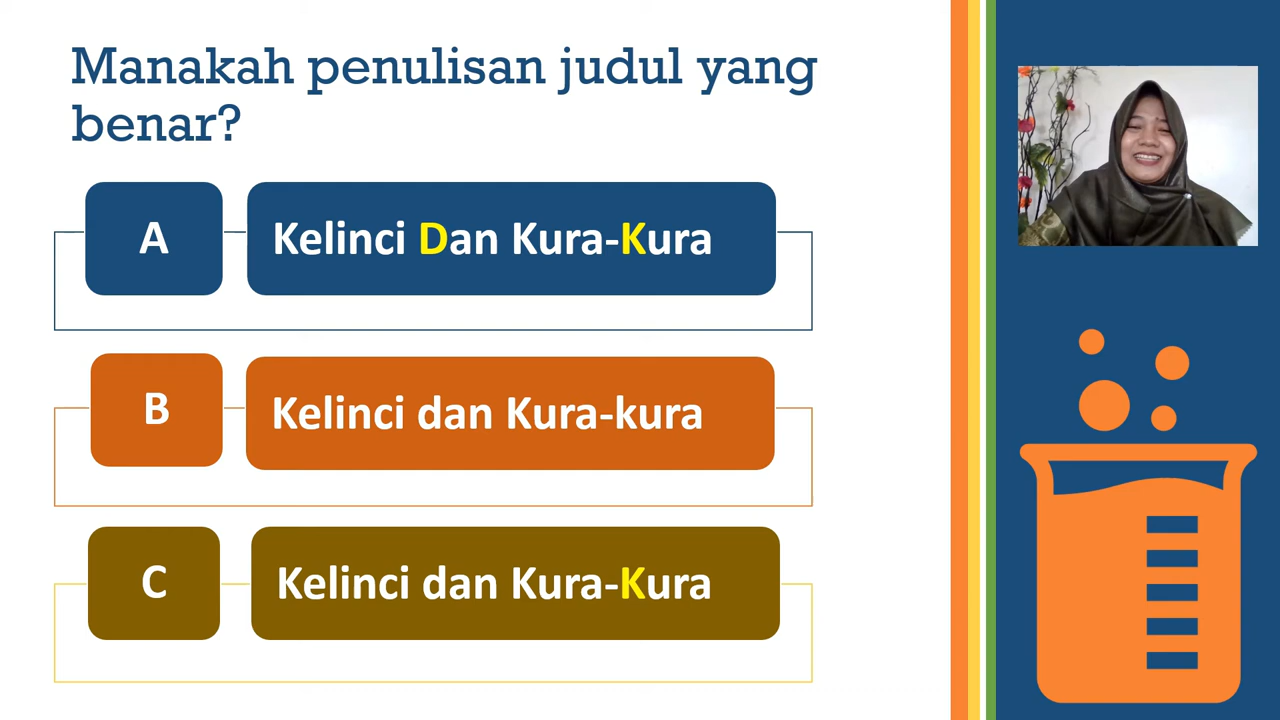 Manakah penulisan judul yang
benar?
A
Kelinci Dan Kura-Kura
B
Kelinci dan Kura-kura
C
Kelinci dan Kura-Kura